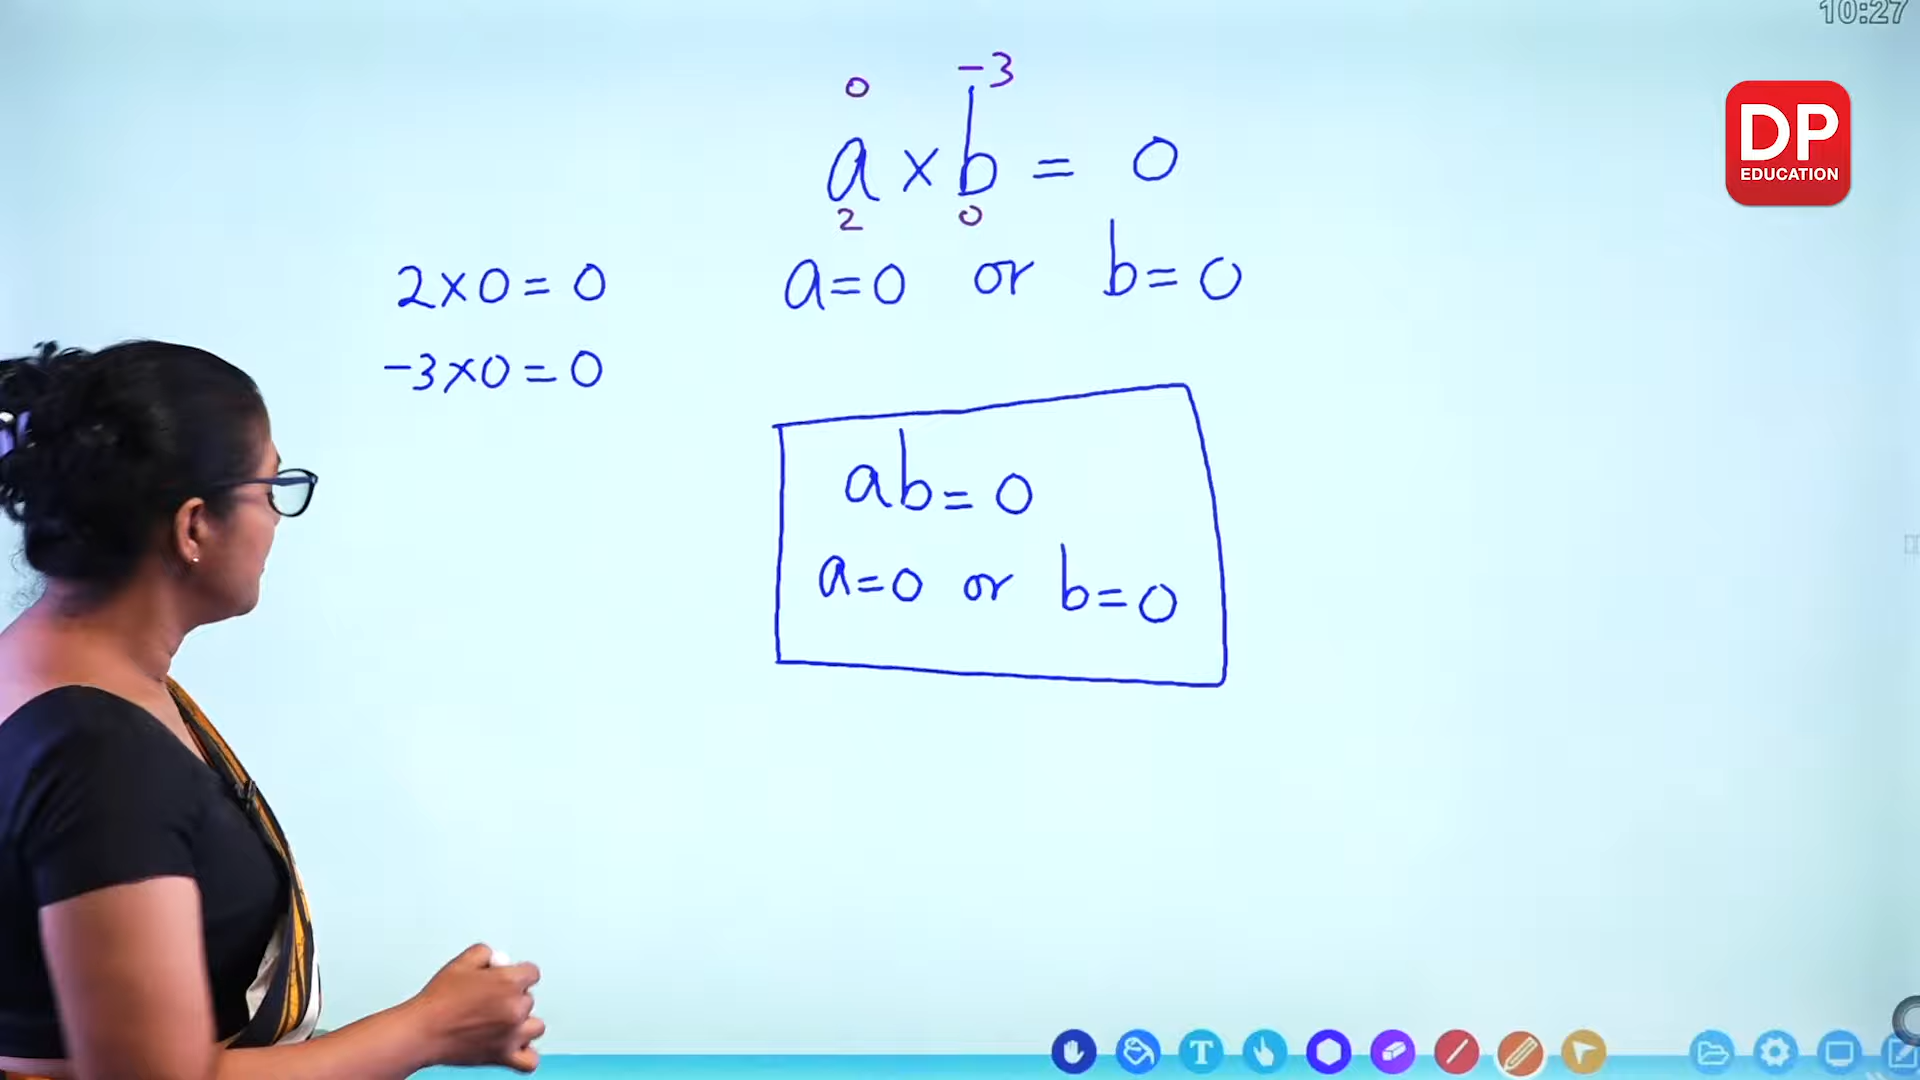 10:27
DP
EDUCATION
0 -3
a × b = 0
2 0
2×0=0
a=0 or b=0
-3×0=0
ab=0
a=0 or b=0
T